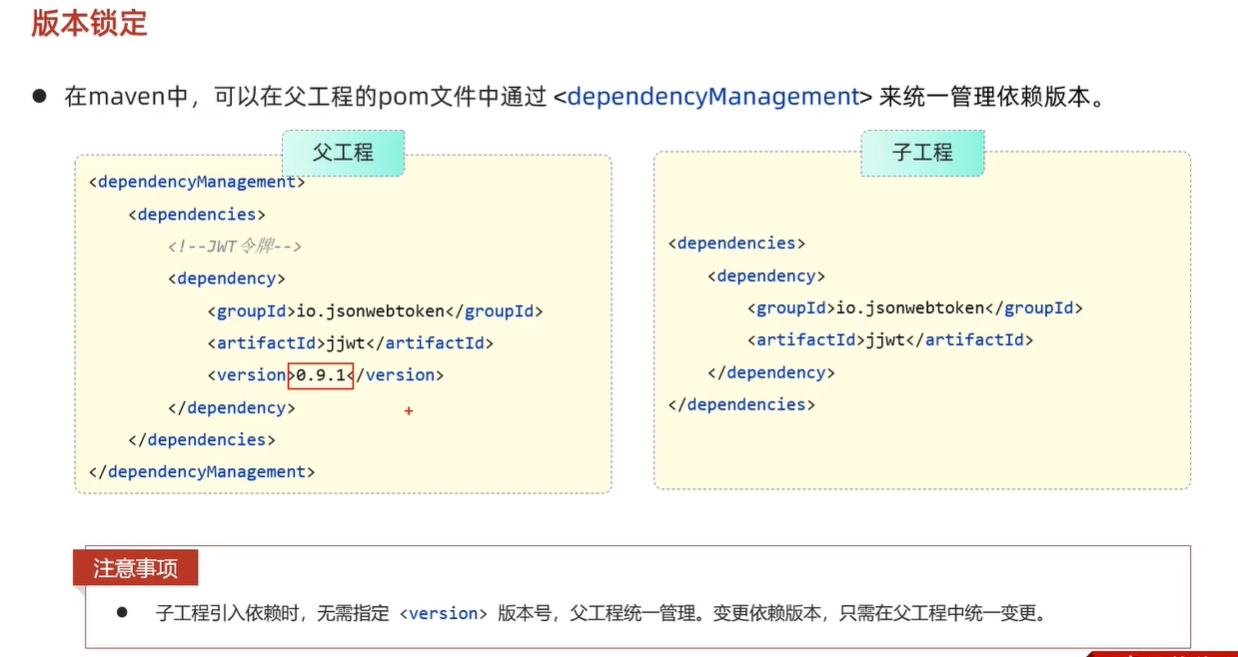 版本锁定
● 在maven中，可以在父工程的pom文件中通过 <dependencyManagement> 来统一管理依赖版本。
父工程
<dependencyManagement>
<dependencies>
<!--JWT令牌-->
<dependency>
<groupId>io.jsonwebtoken</groupId>
<artifactId>jjwt</artifactId>
<version>0.9.1</version>
</dependency>
</dependencies>
</dependencyManagement>
子工程
<dependencies>
<dependency>
<groupId>io.jsonwebtoken</groupId>
<artifactId>jjwt</artifactId>
</dependency>
</dependencies>
注意事项
● 子工程引入依赖时，无需指定 <version> 版本号，父工程统一管理。变更依赖版本，只需在父工程中统一变更。